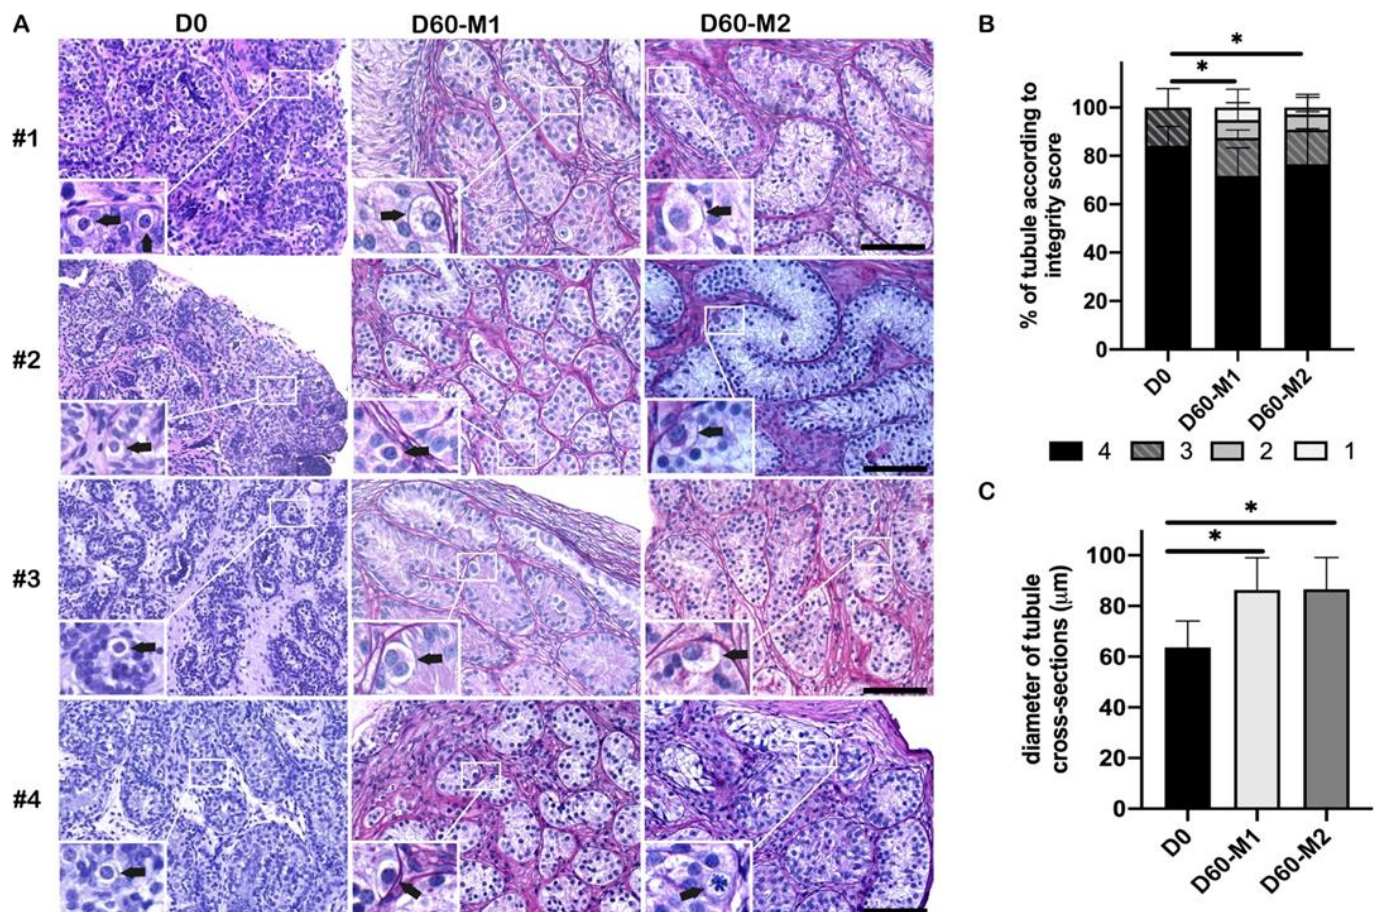 A
D0
D60-M1
D60-M2
#1
#2
#3
#4
B
% of tubule according to
integrity score
100
80
60
40
20
0
*
*
D0
D60-M1
D60-M2
4
3
2
1
C
diameter of tubule
cross-sections (μm)
100
80
60
40
20
0
*
*
D0
D60-M1
D60-M2